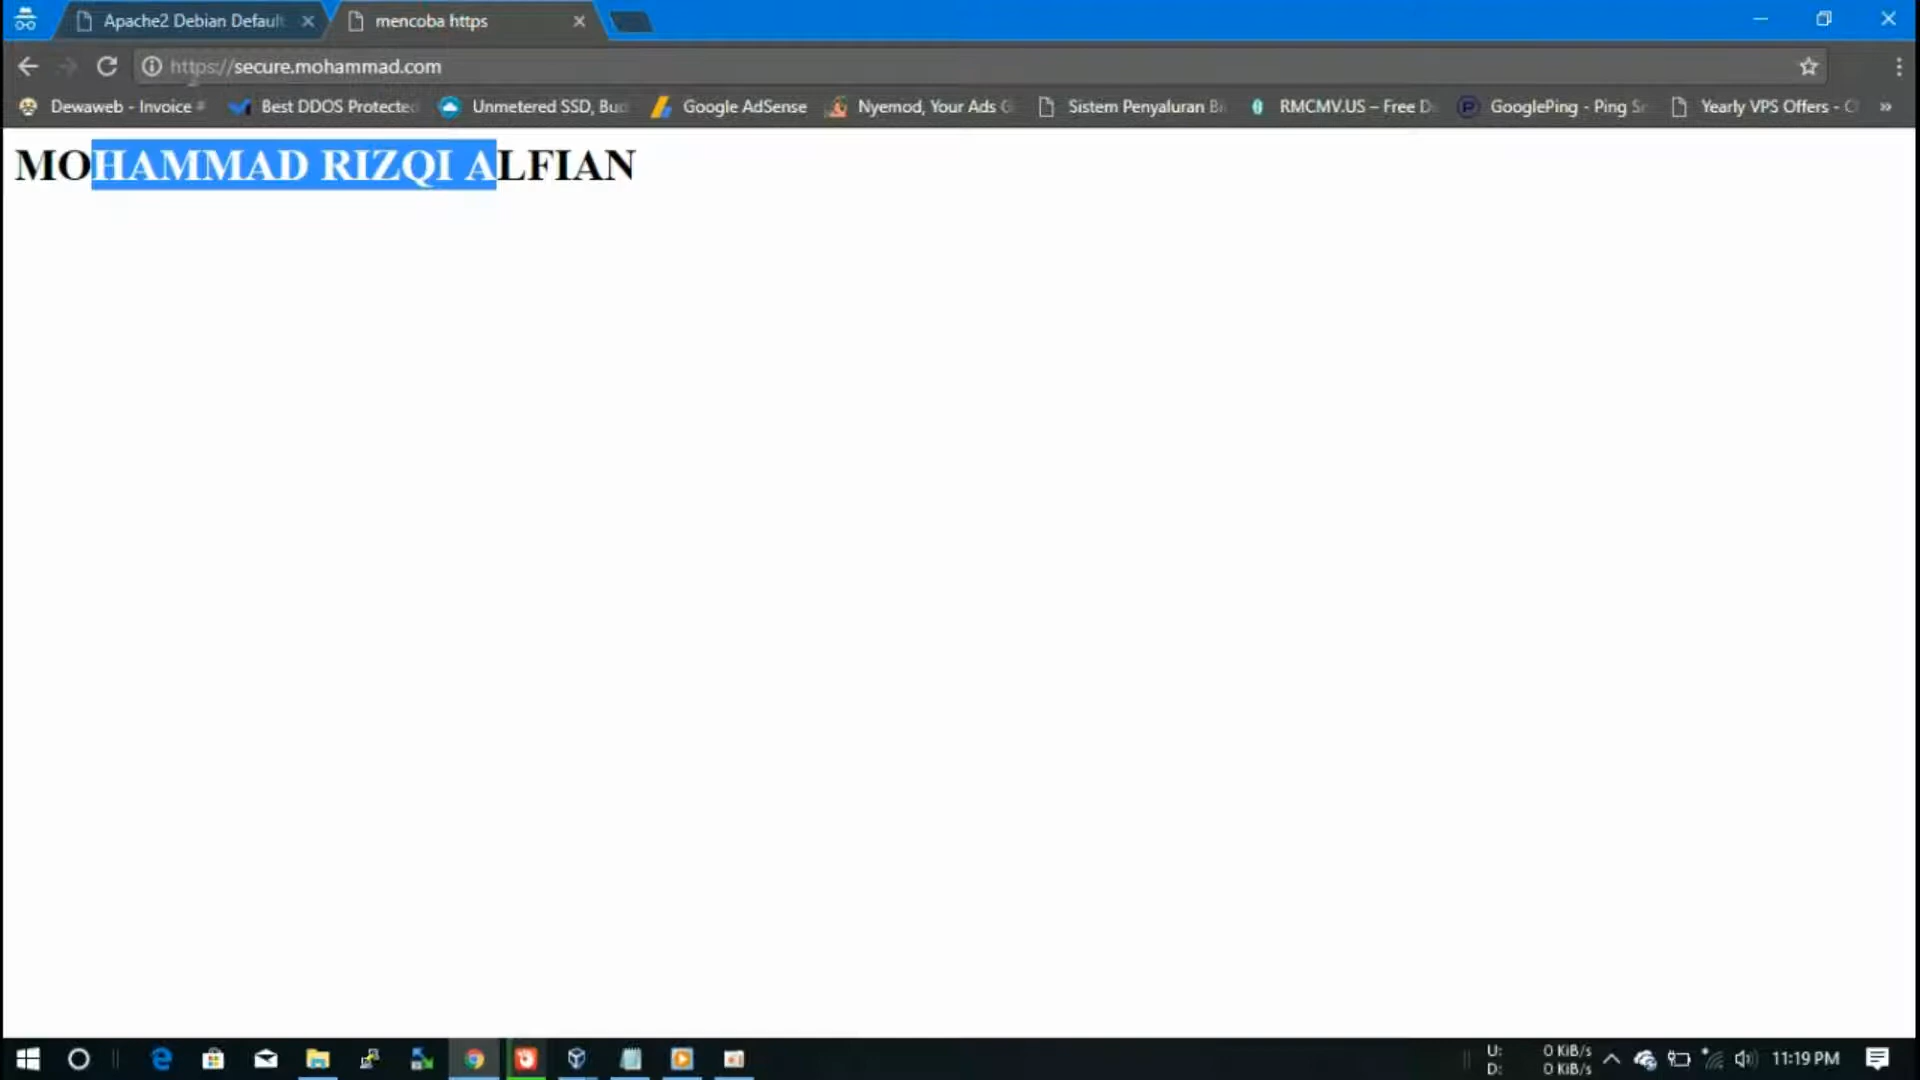 Apache2 Debian Default
mencoba https
https://secure.mohammad.com
Dewaweb - Invoice #
Best DDOS Protected
Unmetered SSD, Bu
Google AdSense
Nyemod, Your Ads G
Sistem Penyaluran B
RMCMV.US – Free D
GooglePing - Ping S
Yearly VPS Offers - C
»
MOHAMMAD RIZQI ALFIAN
U: 0 KiB/s
D: 0 KiB/s
11:19 PM